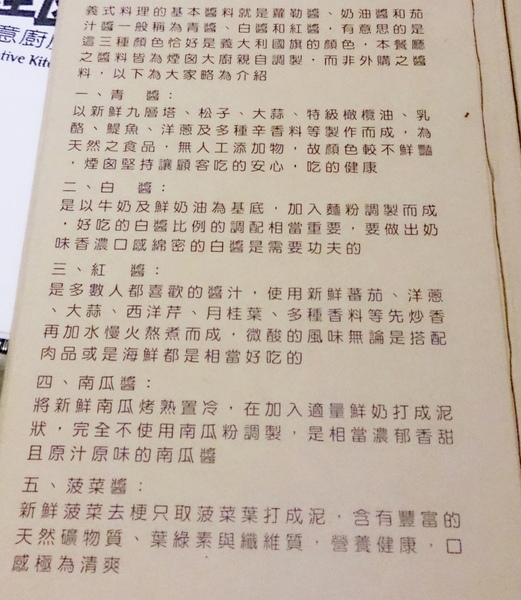 意廚房
義式料理的基本醬料就是蘿勒醬、奶油醬和茄
汁醬一般稱為青醬、白醬和紅醬，有意思的是
這三種顏色恰好是義大利國旗的顏色，本餐廳
之醬料皆為煙囪大廚親自調製，而非外購之醬
料，以下為大家略為介紹
一、青　醬：
以新鮮九層塔、松子、大蒜、特級橄欖油、乳
酪、鯷魚、洋蔥及多種辛香料等製作而成，為
天然之食品，無人工添加物，故顏色較不鮮豔
，煙囪堅持讓顧客吃的安心，吃的健康
二、白　醬：
是以牛奶及鮮奶油為基底，加入麵粉調製而成
，好吃的白醬比例的調配相當重要，要做出奶
味香濃口感綿密的白醬是需要功夫的
三、紅　醬：
是多數人都喜歡的醬汁，使用新鮮蕃茄、洋蔥
、大蒜、西洋芹、月桂葉、多種香料等先炒香
再加水慢火熬煮而成，微酸的風味無論是搭配
肉品或是海鮮都是相當好吃的
四、南瓜醬：
將新鮮南瓜烤熟置冷，在加入適量鮮奶打成泥
狀，完全不使用南瓜粉調製，是相當濃郁香甜
且原汁原味的南瓜醬
五、菠菜醬：
新鮮菠菜去梗只取菠菜葉打成泥，含有豐富的
天然礦物質、葉綠素與纖維質，營養健康，口
感極為清爽